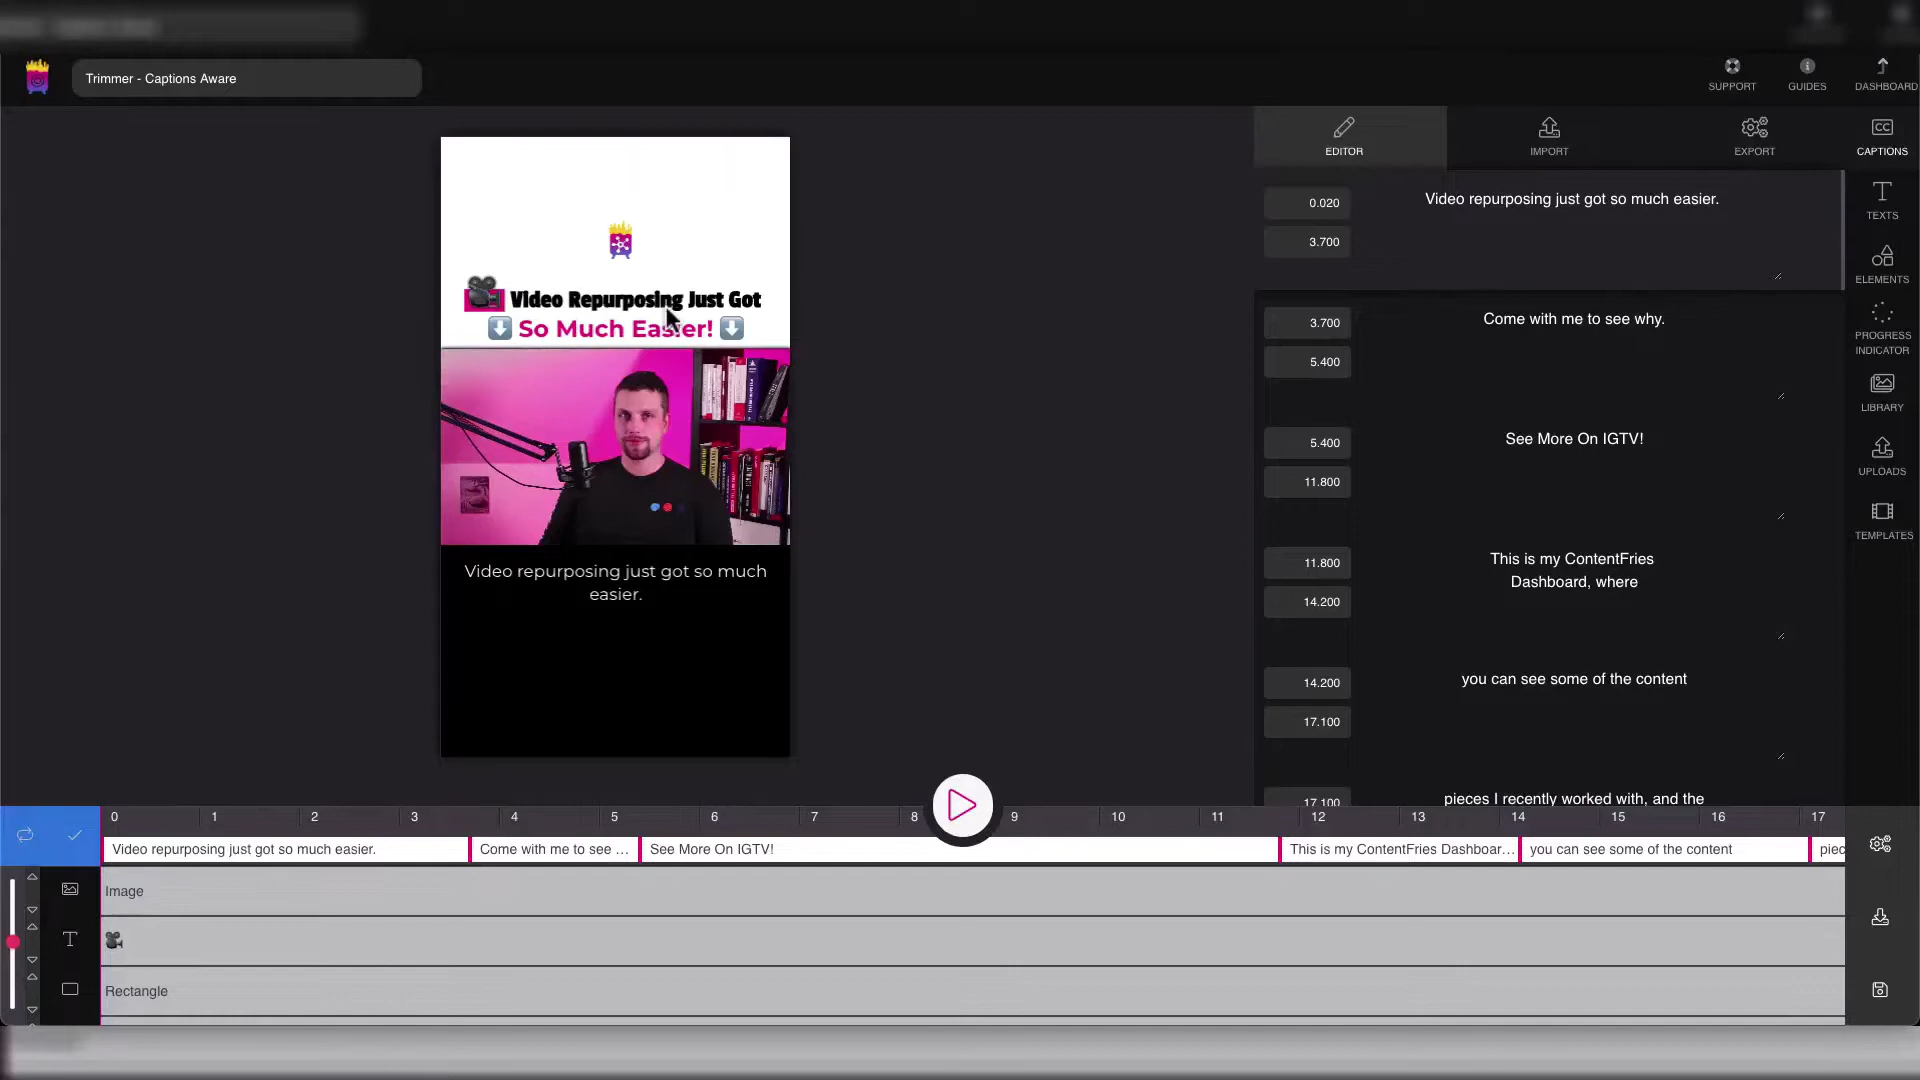 Trimmer - Captions Aware
SUPPORT
GUIDES
DASHBOARD
EDITOR
IMPORT
EXPORT
CAPTIONS
Video Repurposing Just Got
So Much Easier!
Video repurposing just got so much
easier.
0.020
3.700
Video repurposing just got so much easier.
3.700
5.400
Come with me to see why.
5.400
11.800
See More On IGTV!
11.800
14.200
This is my ContentFries
Dashboard, where
14.200
17.100
you can see some of the content
17.100
pieces I recently worked with, and the
TEXTS
ELEMENTS
PROGRESS
INDICATOR
LIBRARY
UPLOADS
TEMPLATES
0 1 2 3 4 5 6 7 8 9 10 11 12 13 14 15 16 17
Video repurposing just got so much easier. Come with me to see ... See More On IGTV! This is my ContentFries Dashboar... you can see some of the content piec
Image
Rectangle